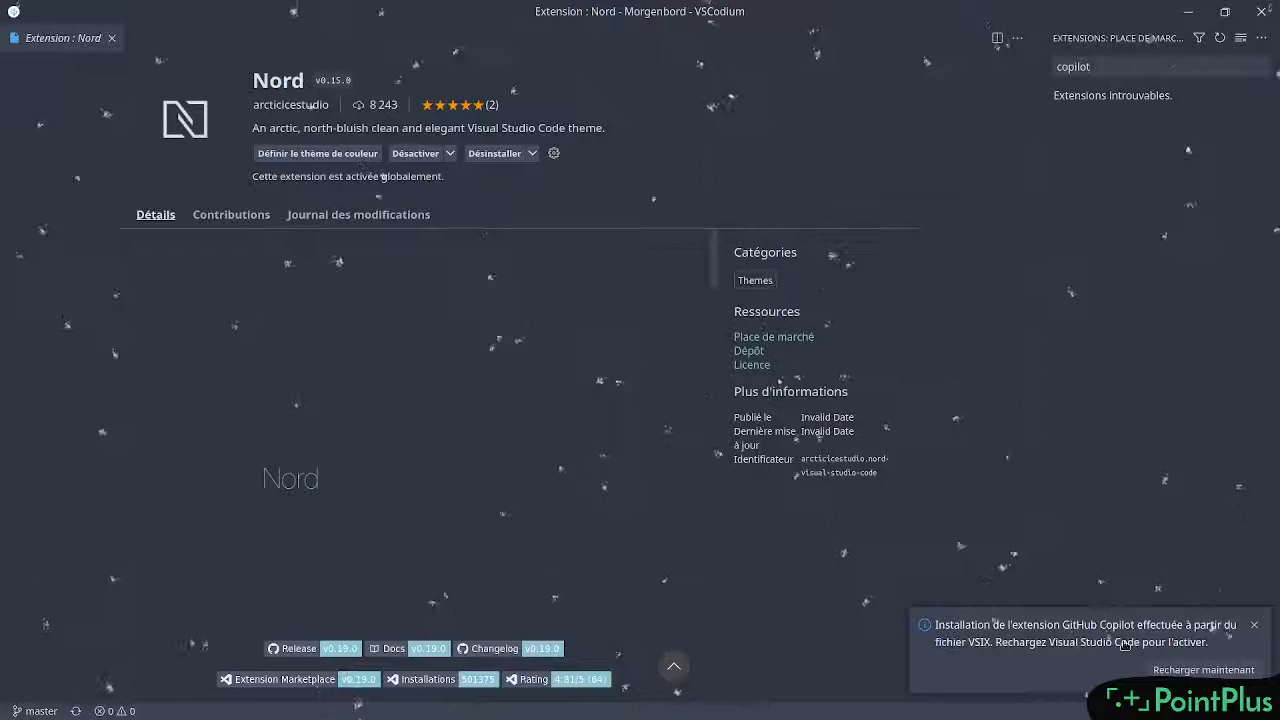 Extension : Nord - Morgenbord - VSCodium
Extension : Nord
EXTENSIONS: PLACE DE MARC...
copilot
Extensions introuvables.
Nord v0.15.0
arcticicestudio 8 243 ★★★★★(2)
An arctic, north-bluish clean and elegant Visual Studio Code theme.
Définir le thème de couleur Désactiver Désinstaller
Cette extension est activée globalement.
Détails Contributions Journal des modifications
Catégories
Themes
Ressources
Place de marché
Dépôt
Licence
Plus d'informations
Publié le Invalid Date
Dernière mise Invalid Date
à jour
Identificateur arcticicestudio.nord-
visual-studio-code
Nord
Release v0.19.0 Docs v0.19.0 Changelog v0.19.0
Extension Marketplace v0.19.0 Installations 501375 Rating 4.81/5 (64)
Installation de l'extension GitHub Copilot effectuée à partir du
fichier VSIX. Rechargez Visual Studio Code pour l'activer.
Recharger maintenant
master 0 0
PointPlus